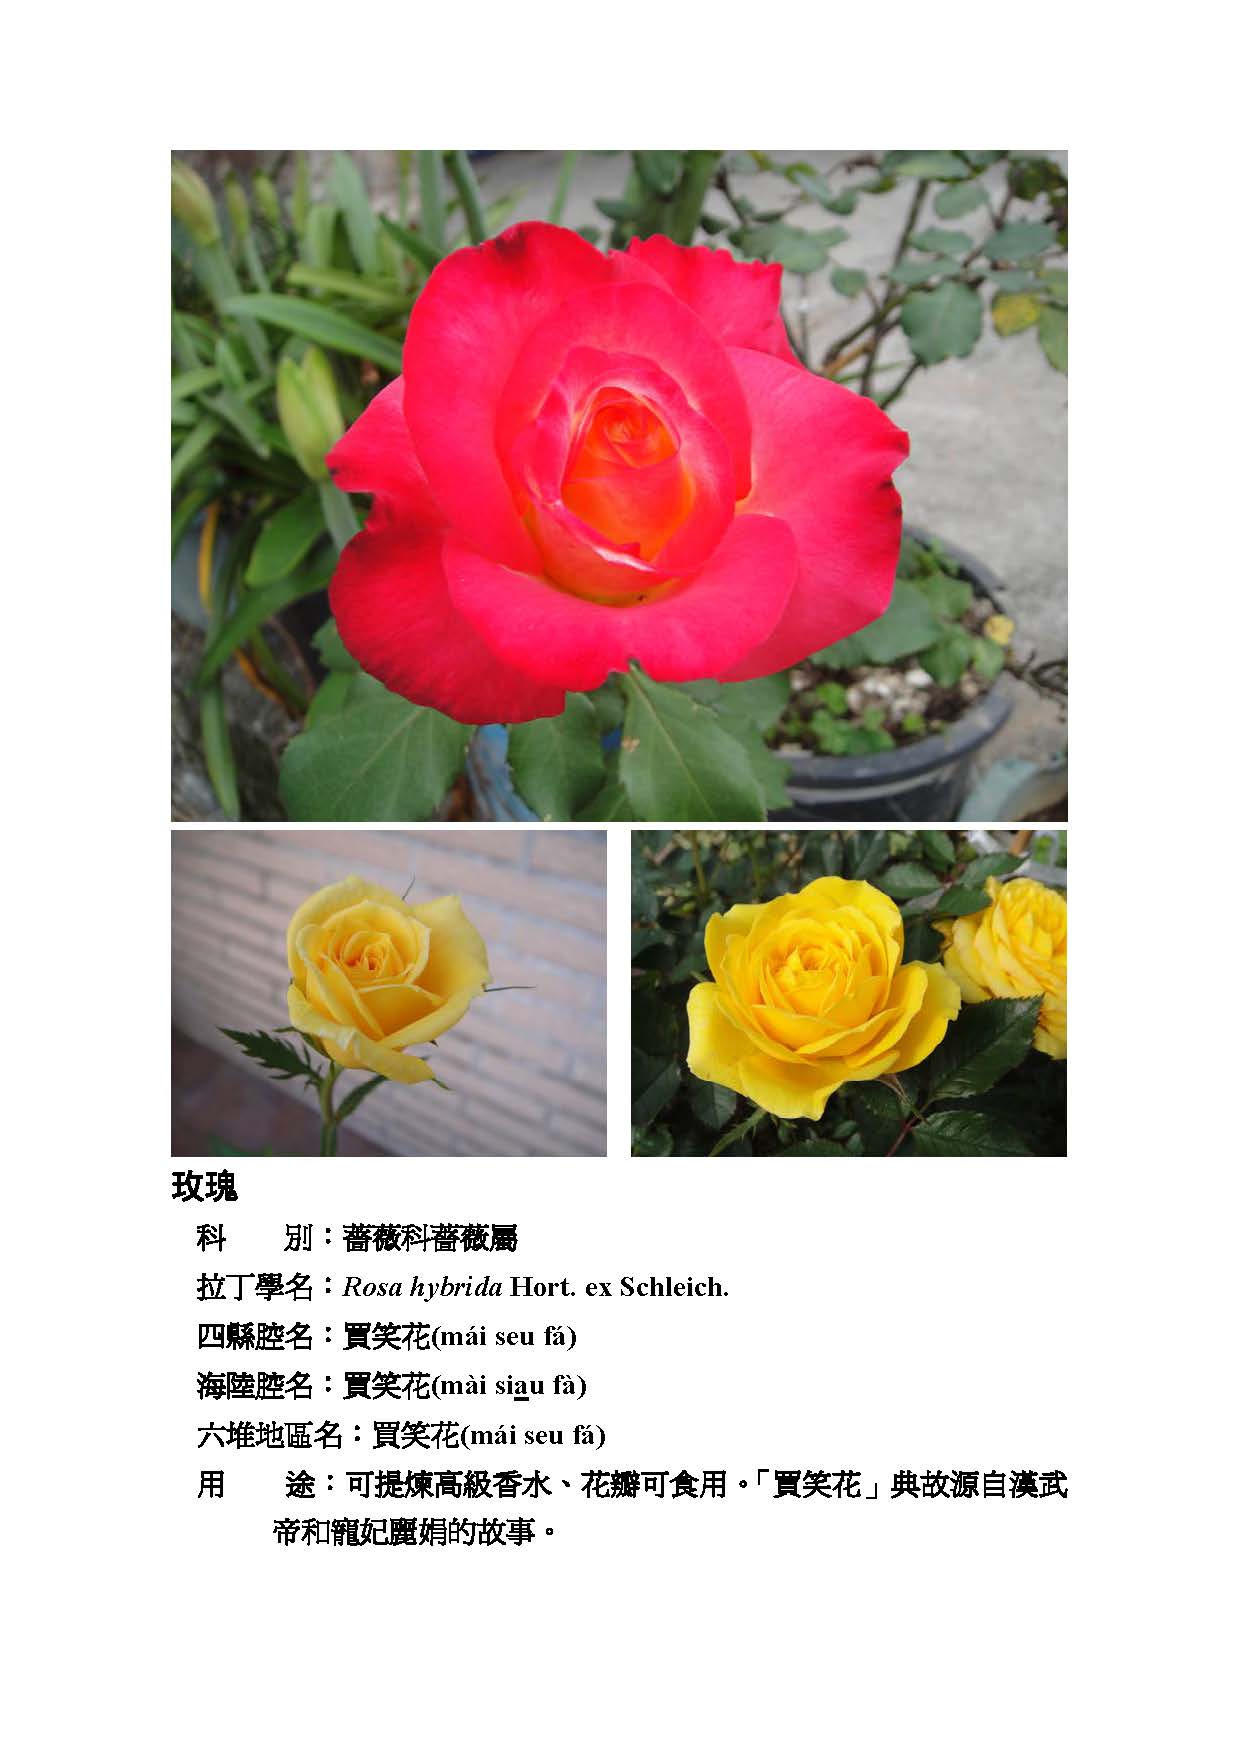 玫瑰
科　　別：薔薇科薔薇屬
拉丁學名：Rosa hybrida Hort. ex Schleich.
四縣腔名：買笑花(mái seu fá)
海陸腔名：買笑花(mài siau fà)
六堆地區名：買笑花(mái seu fá)
用　　途：可提煉高級香水、花瓣可食用。「買笑花」典故源自漢武
帝和寵妃麗娟的故事。